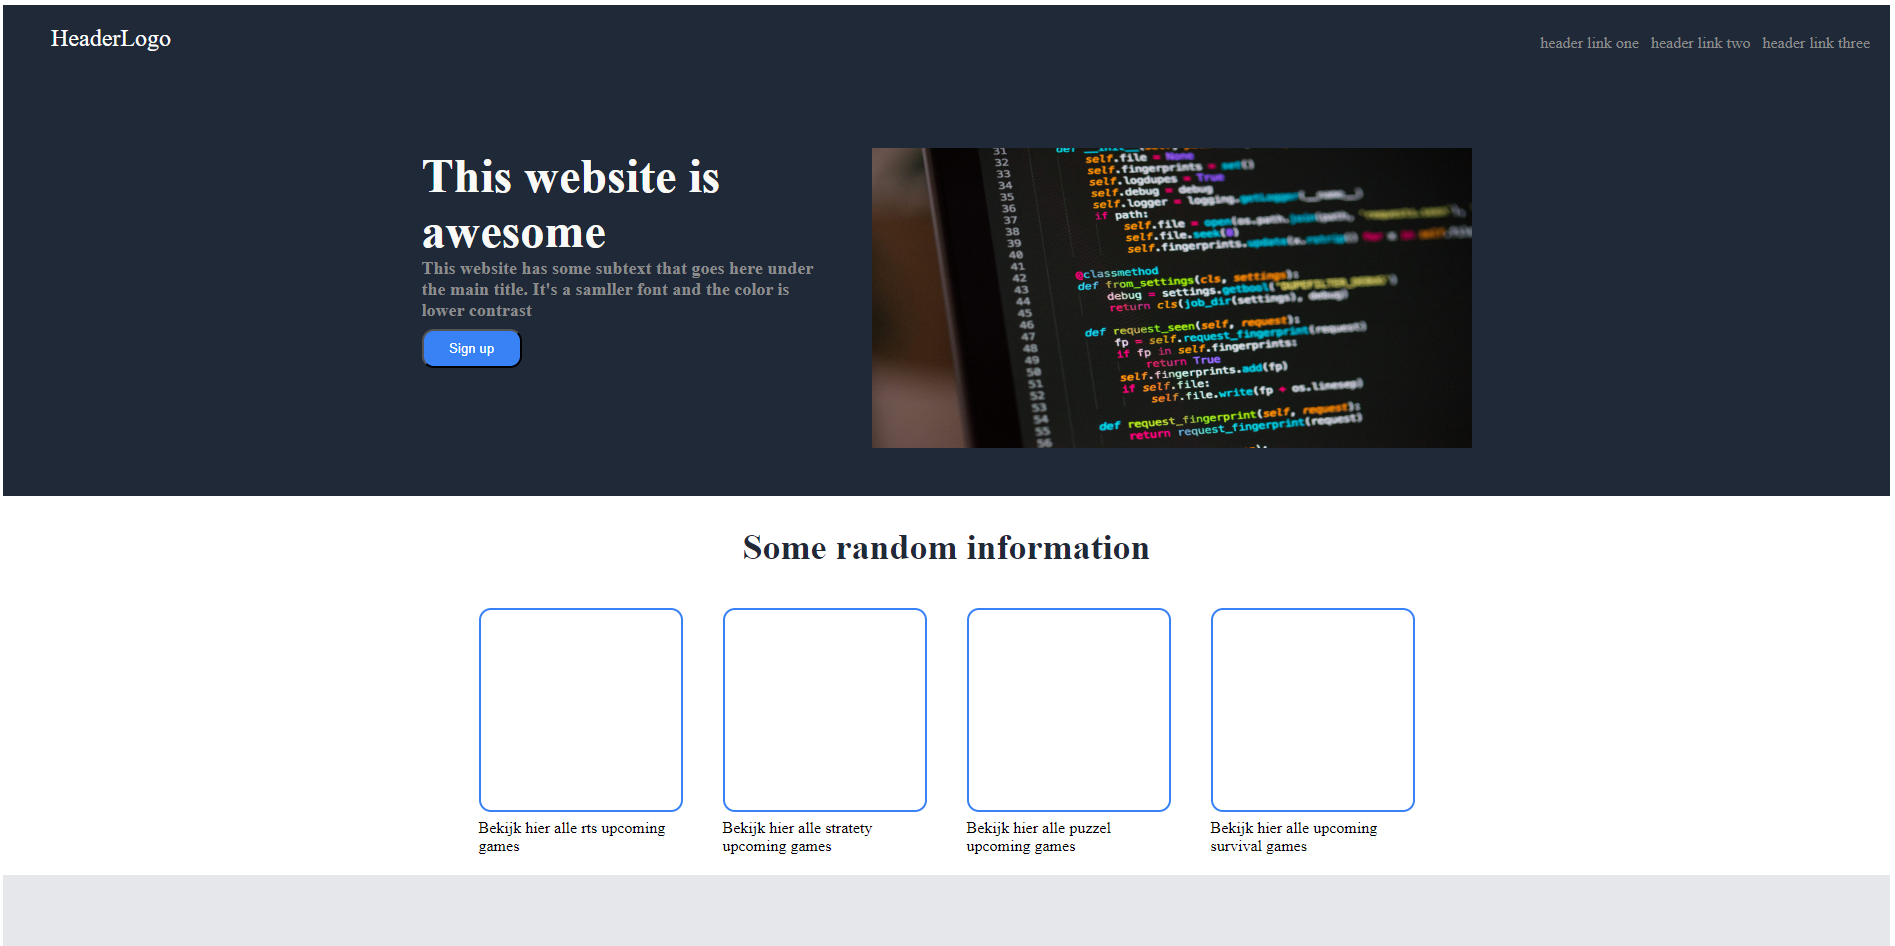 HeaderLogo
header link one header link two header link three
This website is
awesome
This website has some subtext that goes here under
the main title. It's a samller font and the color is
lower contrast
Sign up
31 def __init__(self,
32 self.file = None
33 self.fingerprints = set()
34 self.logdupes = True
35 self.debug = debug
36 self.logger = logging.getLogger(__name__)
37 if path:
38 self.file = open(os.path.join(path, 'requests.seen'),
39 self.file.seek(0)
40 self.fingerprints.update(x.rstrip() for x in self.file
41
42 @classmethod
43 def from_settings(cls, settings):
44 debug = settings.getbool('DUPEFILTER_DEBUG')
45 return cls(job_dir(settings), debug)
46
47 def request_seen(self, request):
48 fp = self.request_fingerprint(request)
49 if fp in self.fingerprints:
50 return True
51 self.fingerprints.add(fp)
52 if self.file:
53 self.file.write(fp + os.linesep)
54
55 def request_fingerprint(self, request):
56 return request_fingerprint(request)
Some random information
Bekijk hier alle rts upcoming
games
Bekijk hier alle stratety
upcoming games
Bekijk hier alle puzzel
upcoming games
Bekijk hier alle upcoming
survival games